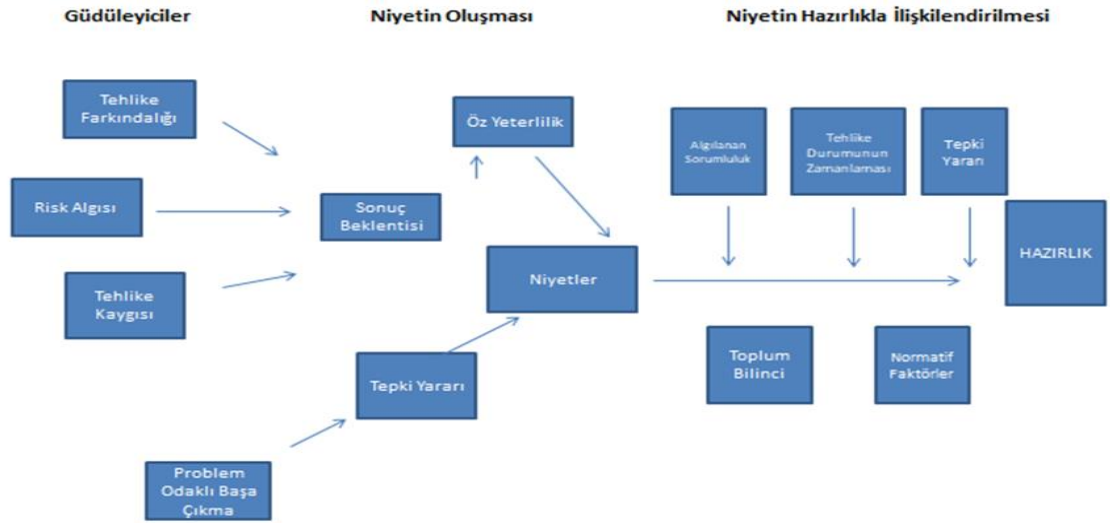 Güdüleyiciler
Niyetin Oluşması
Niyetin Hazırlıkla İlişkilendirilmesi
Tehlike
Farkındalığı
Risk Algısı
Tehlike
Kaygısı
Sonuç
Beklentisi
Öz Yeterlilik
Niyetler
Tepki Yararı
Problem
Odaklı Başa
Çıkma
Algılanan
Sorumluluk
Tehlike
Durumunun
Zamanlaması
Tepki
Yararı
HAZIRLIK
Toplum
Bilinci
Normatif
Faktörler